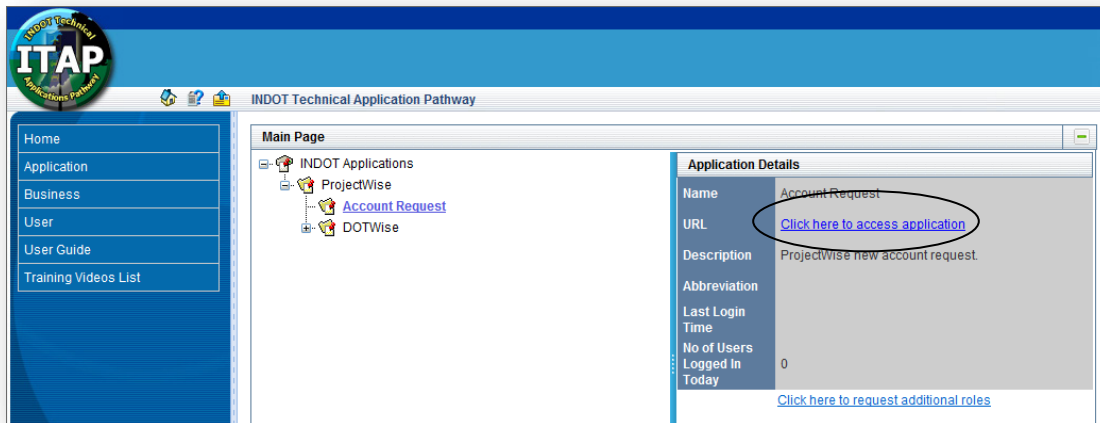 INDOT Technical
ITAP
Applications Pathway
INDOT Technical Application Pathway
Home
Application
Business
User
User Guide
Training Videos List
Main Page
INDOT Applications
ProjectWise
Account Request
DOTWise
Application Details
Name Account Request
URL Click here to access application
Description ProjectWise new account request.
Abbreviation
Last Login
Time
No of Users
Logged In
Today
0
Click here to request additional roles